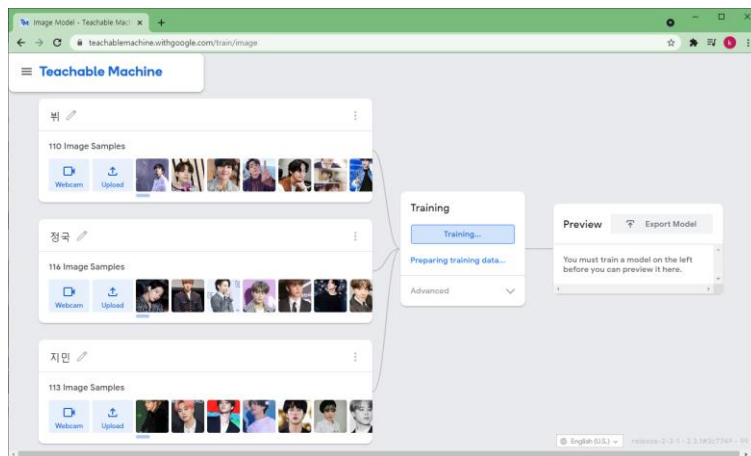 Image Model - Teachable Mach
teachablemachine.withgoogle.com/train/image
Teachable Machine
뷔
110 Image Samples
Webcam
Upload
정국
116 Image Samples
Webcam
Upload
지민
113 Image Samples
Webcam
Upload
Training
Training...
Preparing training data...
Advanced
Preview
Export Model
You must train a model on the left
before you can preview it here.
English (U.S.)